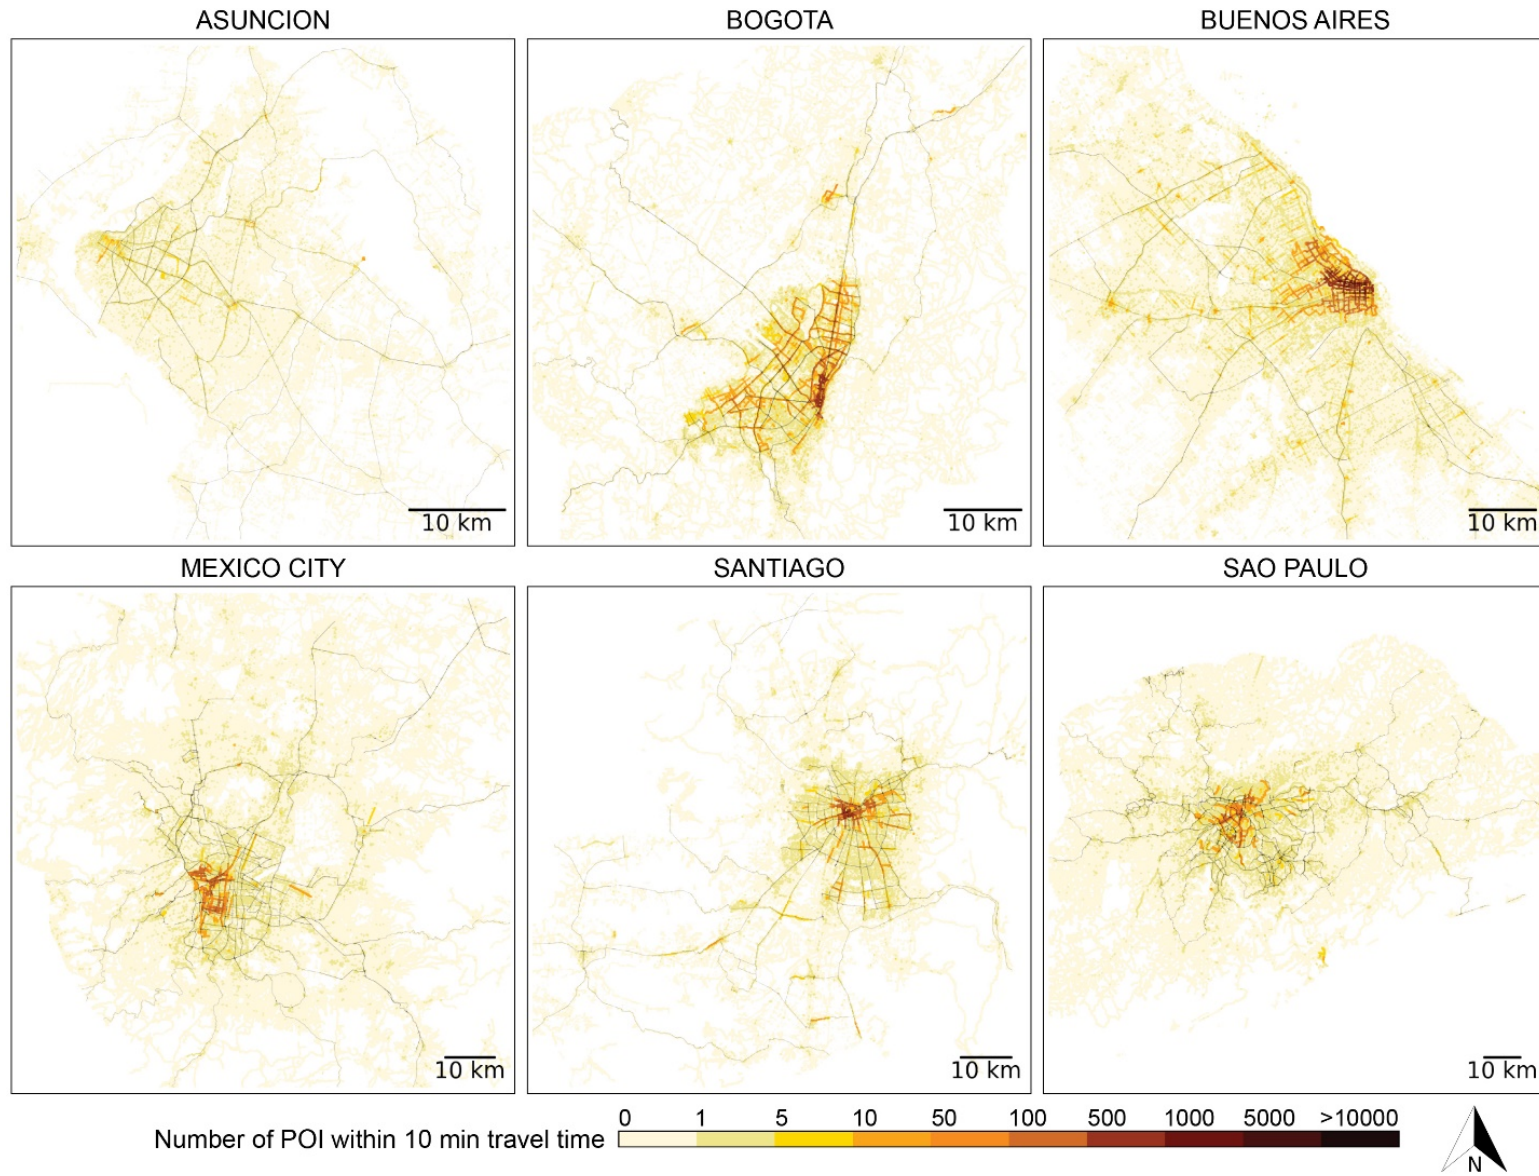 ASUNCION
BOGOTA
BUENOS AIRES
10 km
10 km
10 km
MEXICO CITY
SANTIAGO
SAO PAULO
10 km
10 km
10 km
0 1 5 10 50 100 500 1000 5000 >10000
Number of POI within 10 min travel time
N